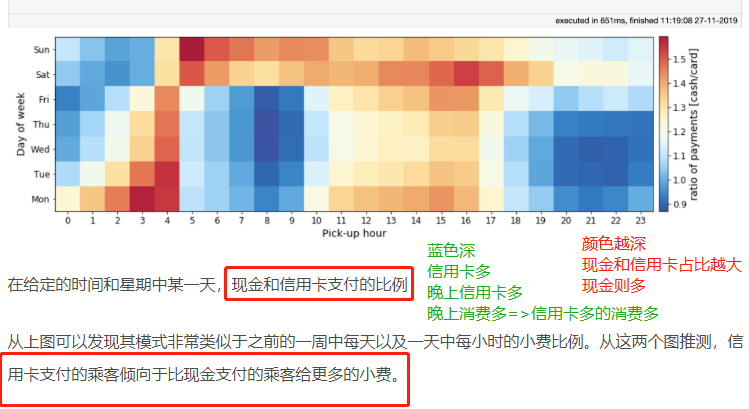 executed in 651ms, finished 11:19:08 27-11-2019
Day of week
Sun
Sat
Fri
Thu
Wed
Tue
Mon
0 1 2 3 4 5 6 7 8 9 10 11 12 13 14 15 16 17 18 19 20 21 22 23
Pick-up hour
1.5
1.4
1.3
1.2
1.1
1.0
0.9
ratio of payments [cash/card]
蓝色深
信用卡多
晚上信用卡多
晚上消费多=>信用卡多的消费多
颜色越深
现金和信用卡占比越大
现金则多
在给定的时间和星期中某一天，现金和信用卡支付的比例
从上图可以发现其模式非常类似于之前的一周中每天以及一天中每小时的小费比例。从这两个图推测，信
用卡支付的乘客倾向于比现金支付的乘客给更多的小费。